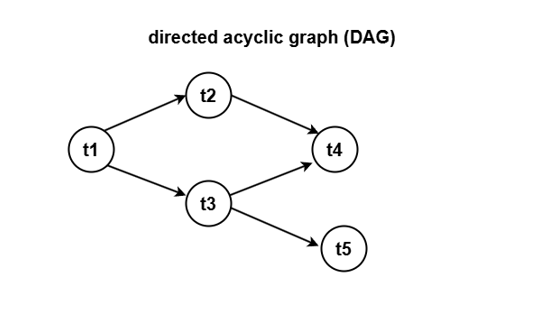 directed acyclic graph (DAG)
t2
t1
t4
t3
t5